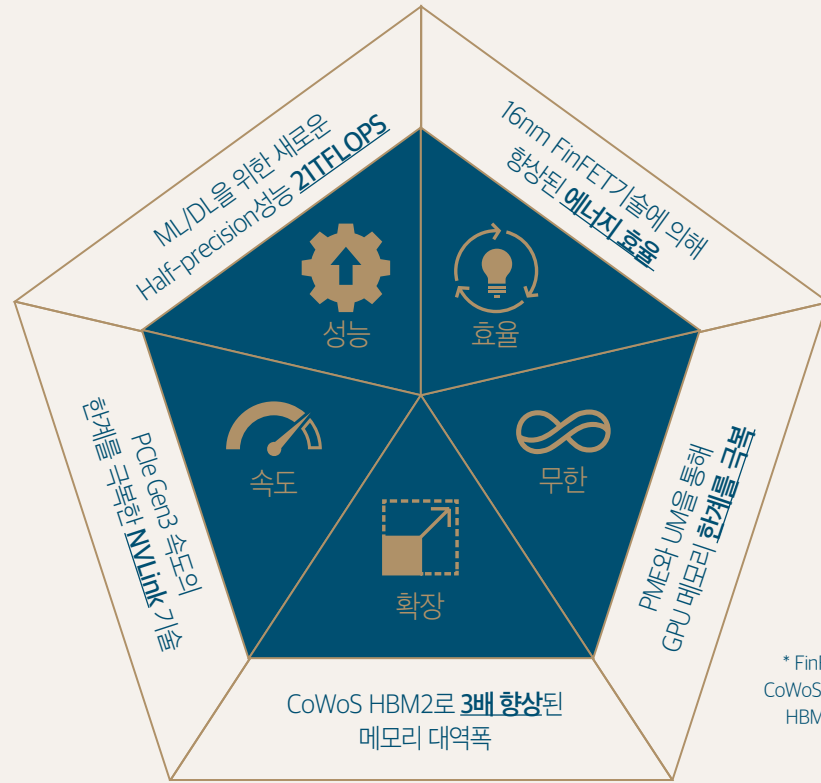 ML/DL을 위한 새로운
Half-precision성능 21TFLOPS
16nm FinFET기술에 의해
향상된 에너지 효율
성능
효율
PCIe Gen3 속도의
한계를 극복한 NVLink 기술
속도
무한
PME와 UM을 통해
GPU 메모리 한계를 극복
확장
CoWoS HBM2로 3배 향상된
메모리 대역폭
* Fin
CoWoS
HBM